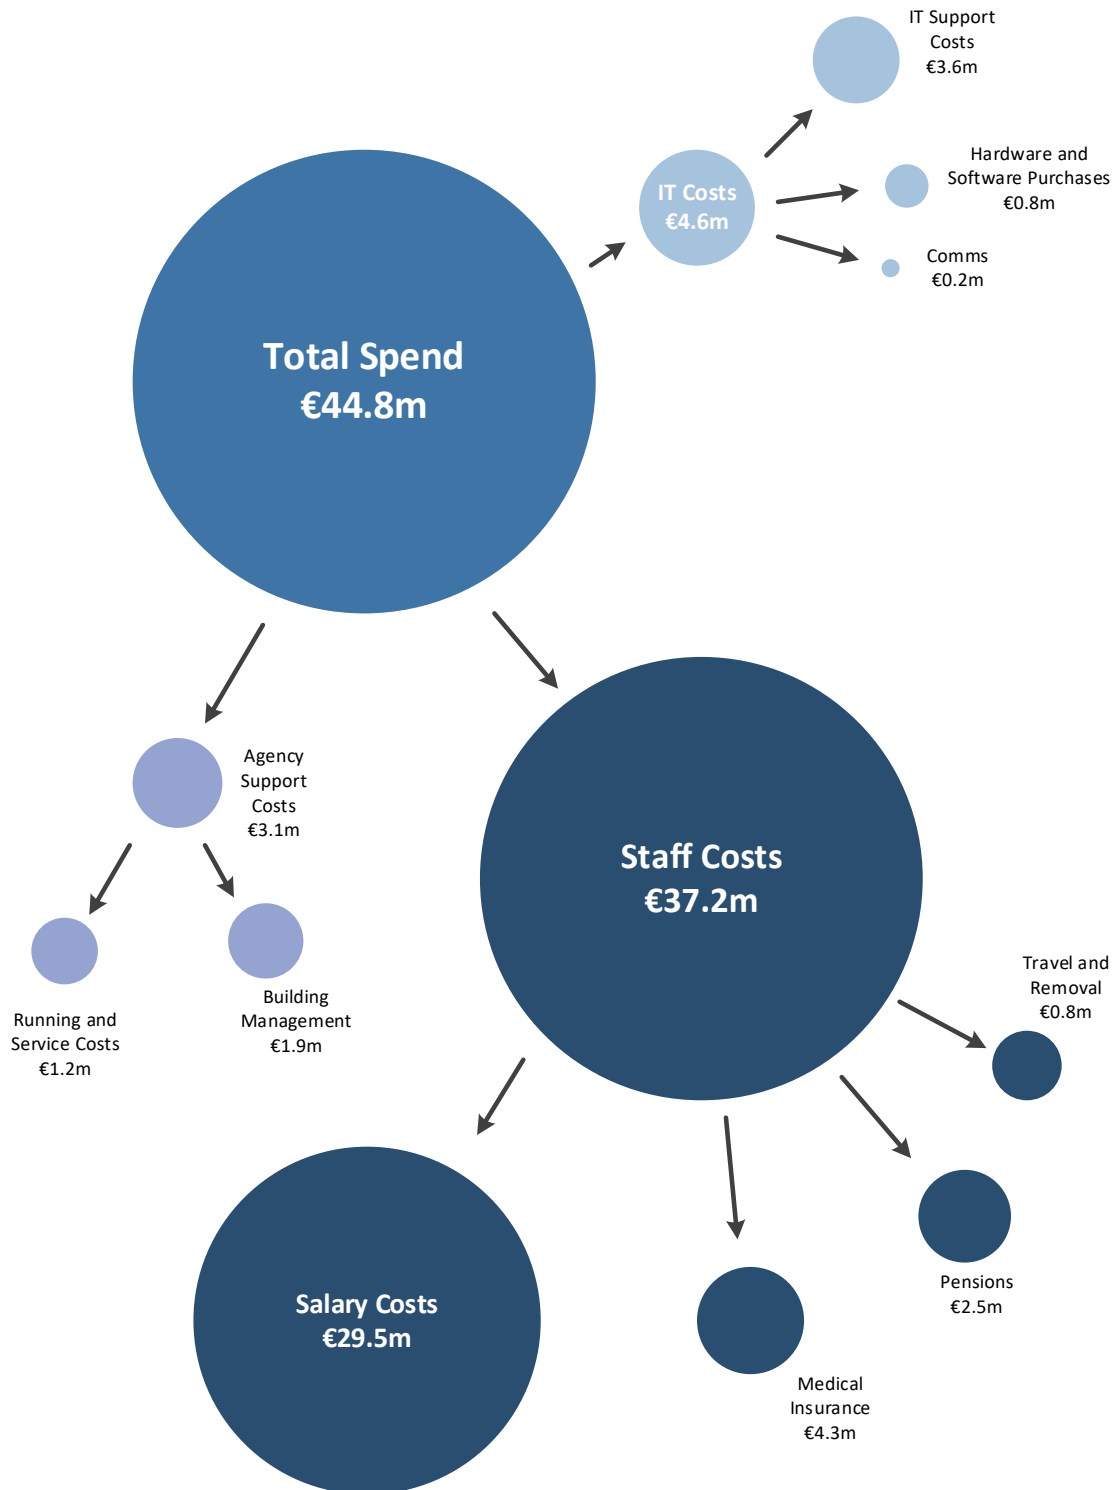 IT Support
Costs
€3.6m
Hardware and
Software Purchases
€0.8m
IT Costs
€4.6m
Comms
€0.2m
Total Spend
€44.8m
Agency
Support
Costs
€3.1m
Staff Costs
€37.2m
Running and
Service Costs
€1.2m
Building
Management
€1.9m
Travel and
Removal
€0.8m
Pensions
€2.5m
Salary Costs
€29.5m
Medical
Insurance
€4.3m